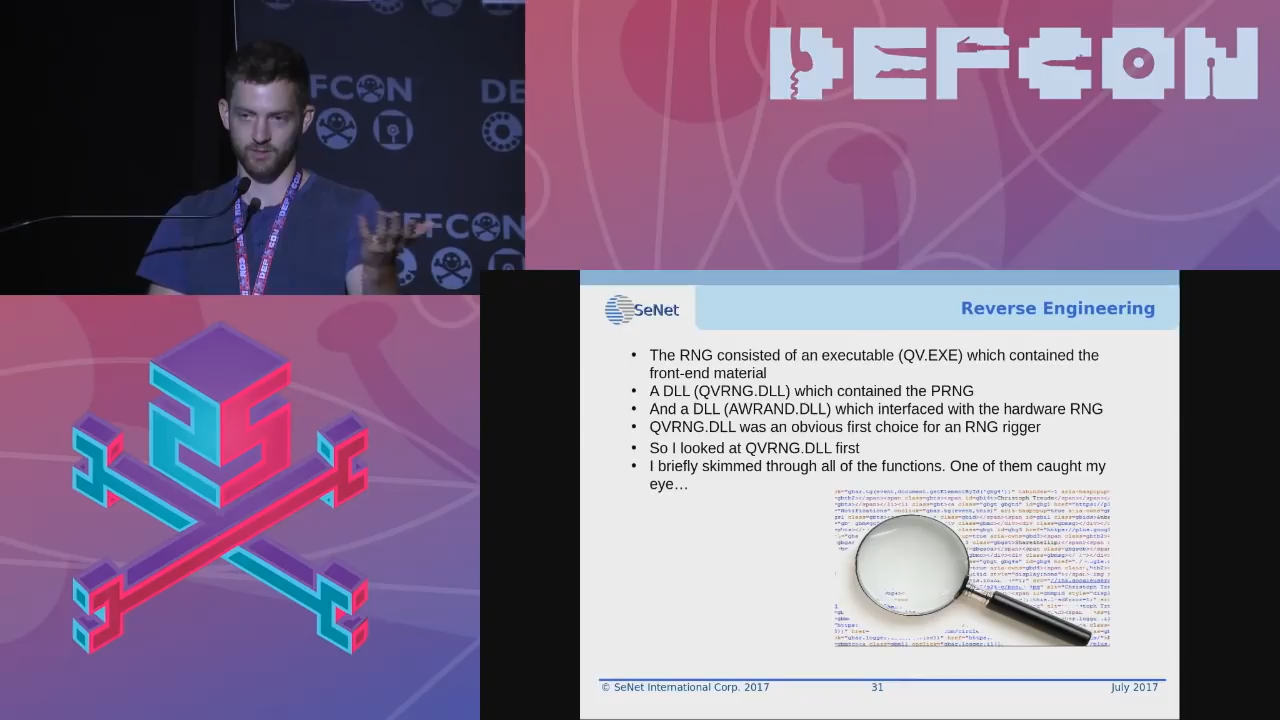 FCON
DE
DEFCON
DEFCON
DEFCON
SeNet
Reverse Engineering
• The RNG consisted of an executable (QV.EXE) which contained the
front-end material
• A DLL (QVRNG.DLL) which contained the PRNG
• And a DLL (AWRAND.DLL) which interfaced with the hardware RNG
• QVRNG.DLL was an obvious first choice for an RNG rigger
• So I looked at QVRNG.DLL first
• I briefly skimmed through all of the functions. One of them caught my
eye…
© SeNet International Corp. 2017
31
July 2017